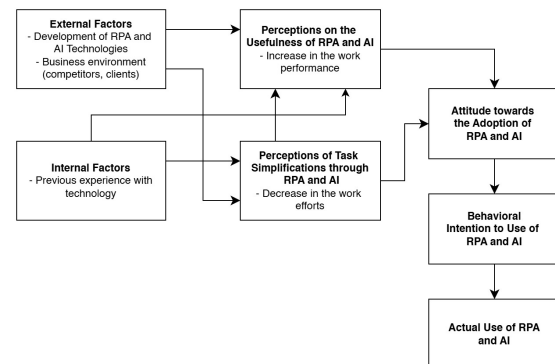 External Factors
- Development of RPA and
AI Technologies
- Business environment
(competitors, clients)
Perceptions on the
Usefulness of RPA and AI
- Increase in the work
performance
Attitude towards
the Adoption of
RPA and AI
Internal Factors
- Previous experience with
technology
Perceptions of Task
Simplifications through
RPA and AI
- Decrease in the work
efforts
Behavioral
Intention to Use of
RPA and AI
Actual Use of RPA
and AI